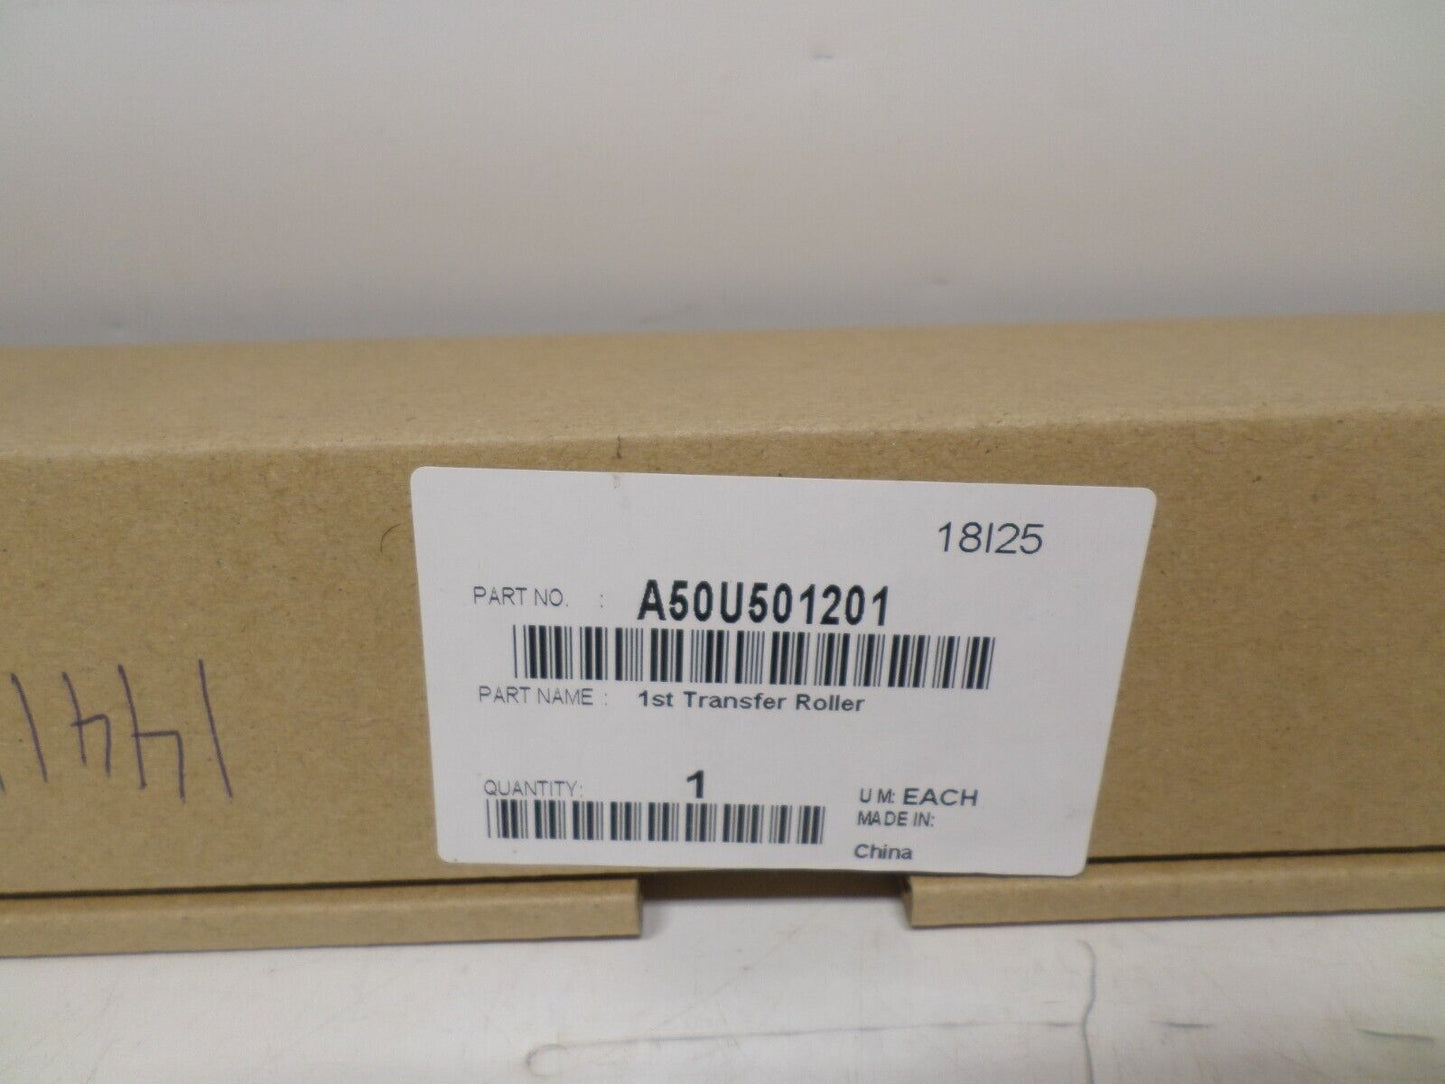 18I25
PART NO. : A50U501201
PART NAME : 1st Transfer Roller
QUANTITY: 1
U M: EACH
MADE IN:
China